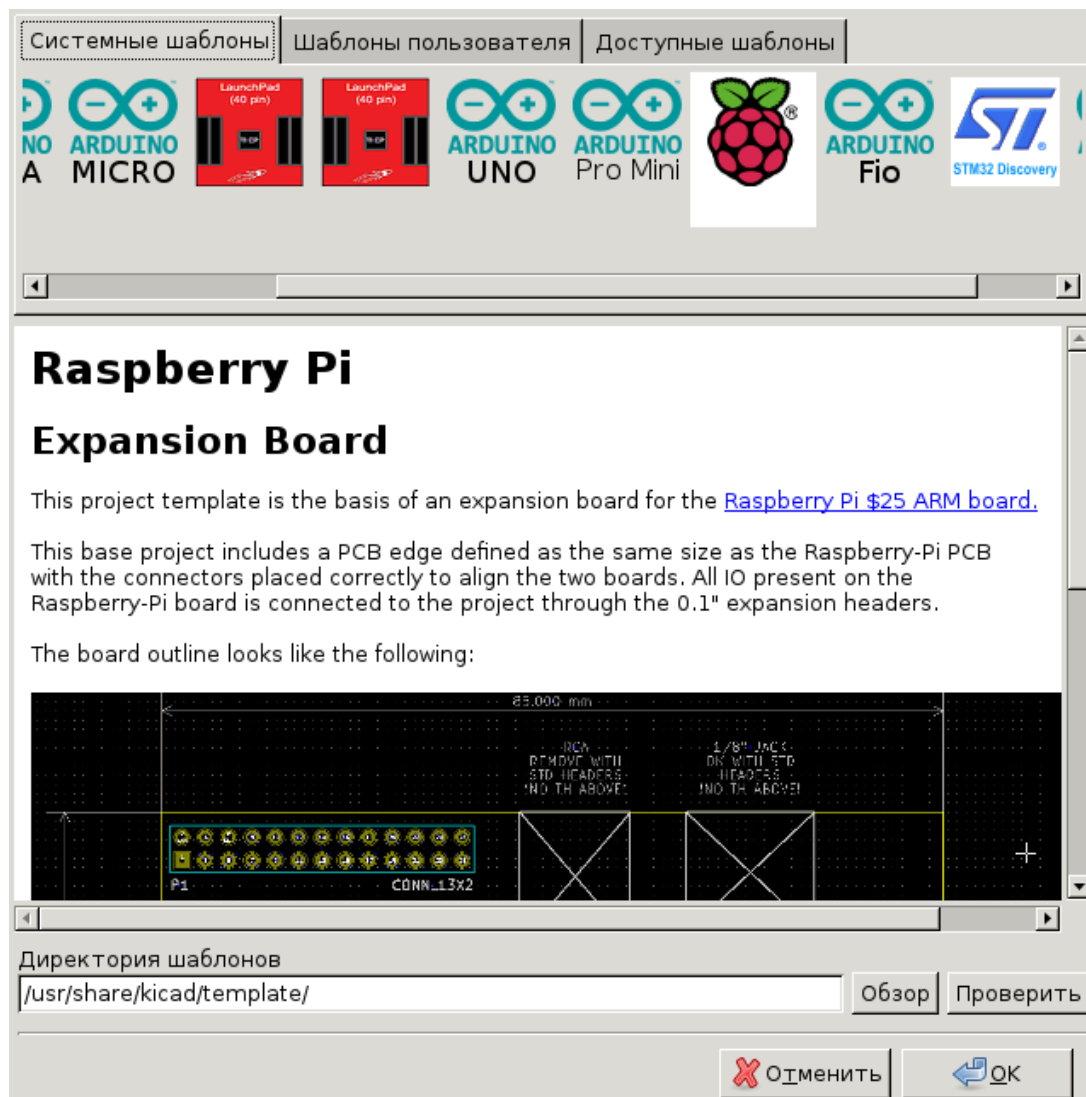 Системные шаблоны
Шаблоны пользователя
Доступные шаблоны
NO
A
ARDUINO
MICRO
LaunchPad
(40 pin)
LaunchPad
(40 pin)
ARDUINO
UNO
ARDUINO
Pro Mini
®
ARDUINO
Fio
STM32 Discovery
Raspberry Pi
Expansion Board
This project template is the basis of an expansion board for the Raspberry Pi $25 ARM board.
This base project includes a PCB edge defined as the same size as the Raspberry-Pi PCB
with the connectors placed correctly to align the two boards. All IO present on the
Raspberry-Pi board is connected to the project through the 0.1" expansion headers.
The board outline looks like the following:
85.000 mm
RCA
REMOVE WITH
STD HEADERS
!NO TH ABOVE!
1/8" JACK
OK WITH STD
HEADERS
!NO TH ABOVE!
P1
CONN_13X2
Директория шаблонов
/usr/share/kicad/template/
Обзор
Проверить
Отменить
OK